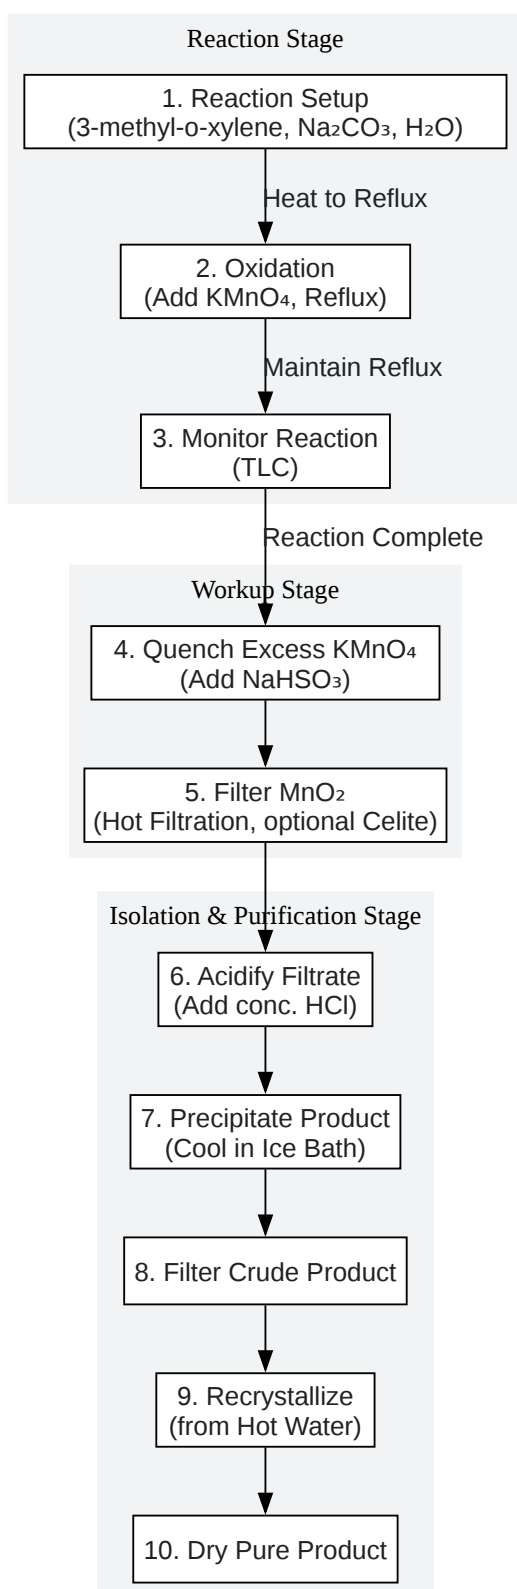 Reaction Stage
1. Reaction Setup
(3-methyl-o-xylene, Na₂CO₃, H₂O)
Heat to Reflux
2. Oxidation
(Add KMnO₄, Reflux)
Maintain Reflux
3. Monitor Reaction
(TLC)
Reaction Complete
Workup Stage
4. Quench Excess KMnO₄
(Add NaHSO₃)
5. Filter MnO₂
(Hot Filtration, optional Celite)
Isolation & Purification Stage
6. Acidify Filtrate
(Add conc. HCl)
7. Precipitate Product
(Cool in Ice Bath)
8. Filter Crude Product
9. Recrystallize
(from Hot Water)
10. Dry Pure Product